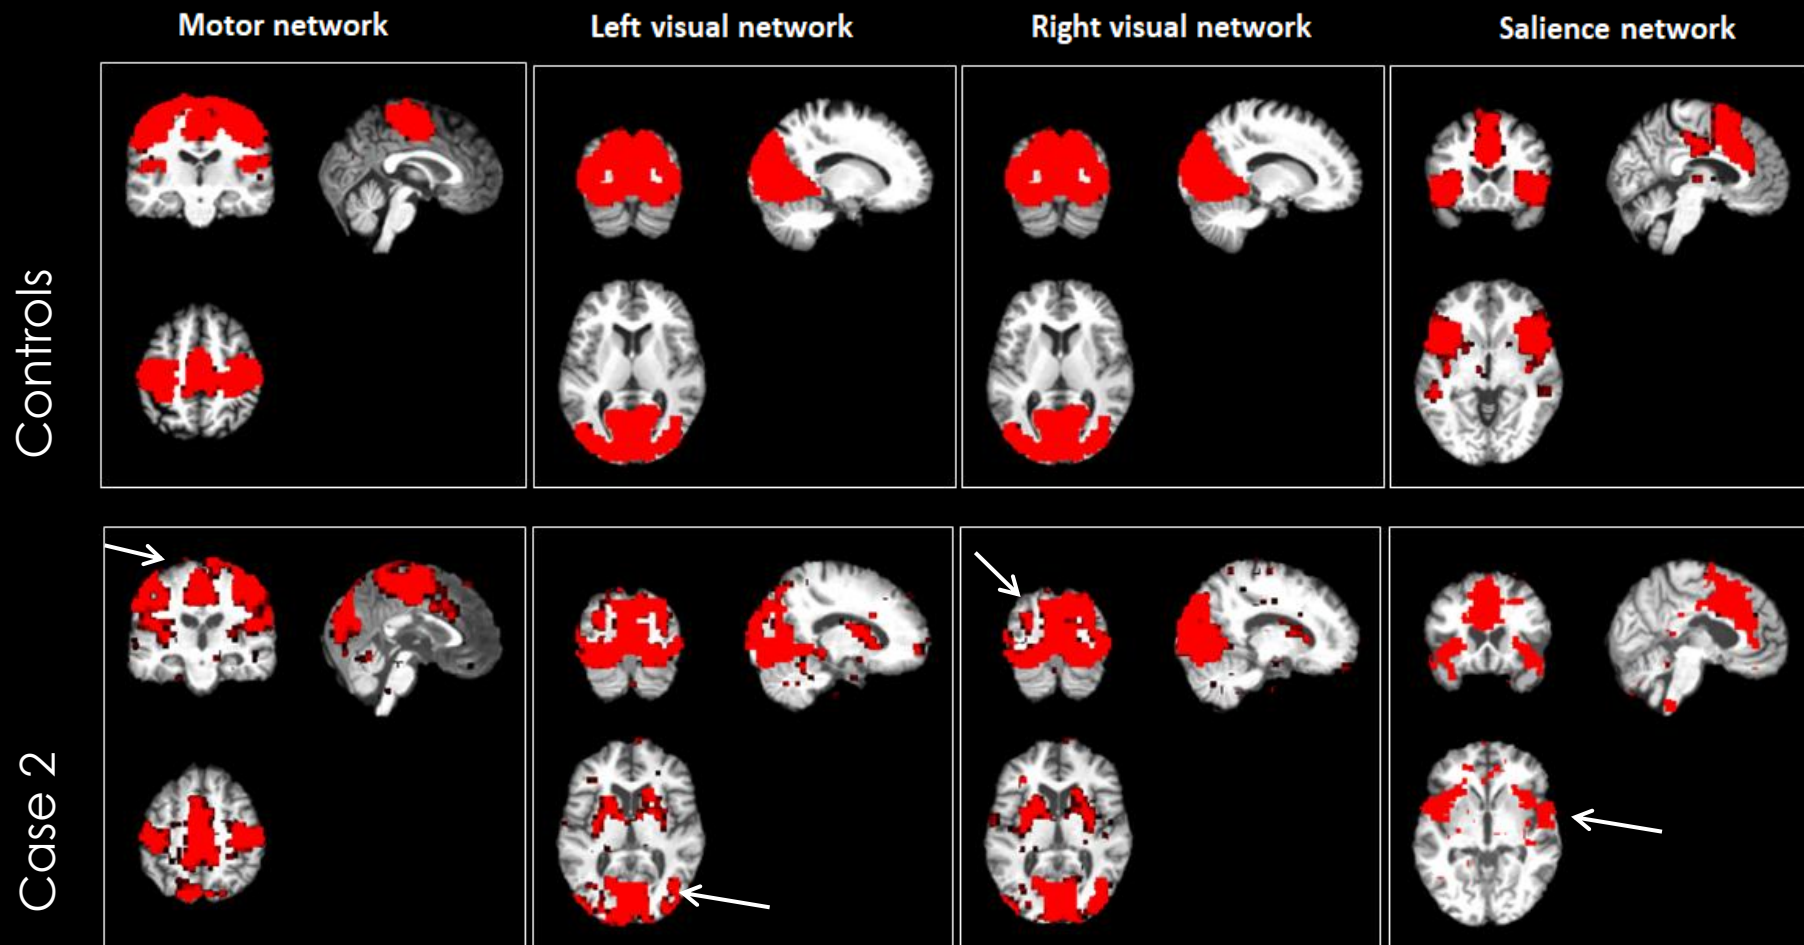 Motor network
Left visual network
Right visual network
Salience network
Controls
Case 2